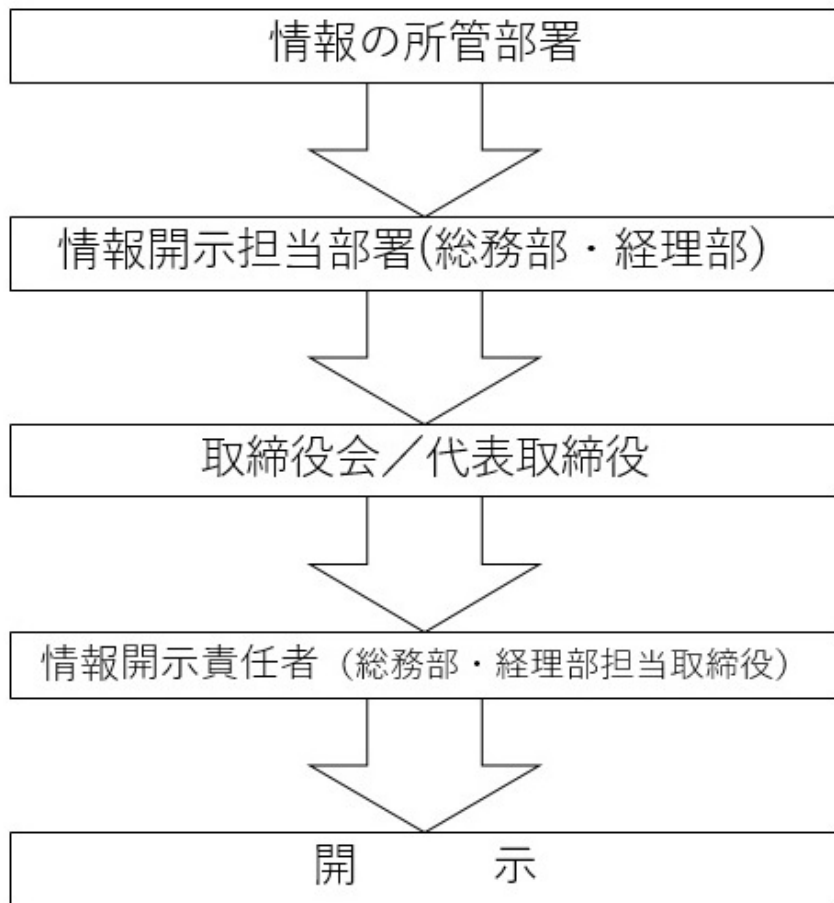 情報の所管部署
情報開示担当部署(総務部・経理部)
取締役会／代表取締役
情報開示責任者（総務部・経理部担当取締役）
開　　　示